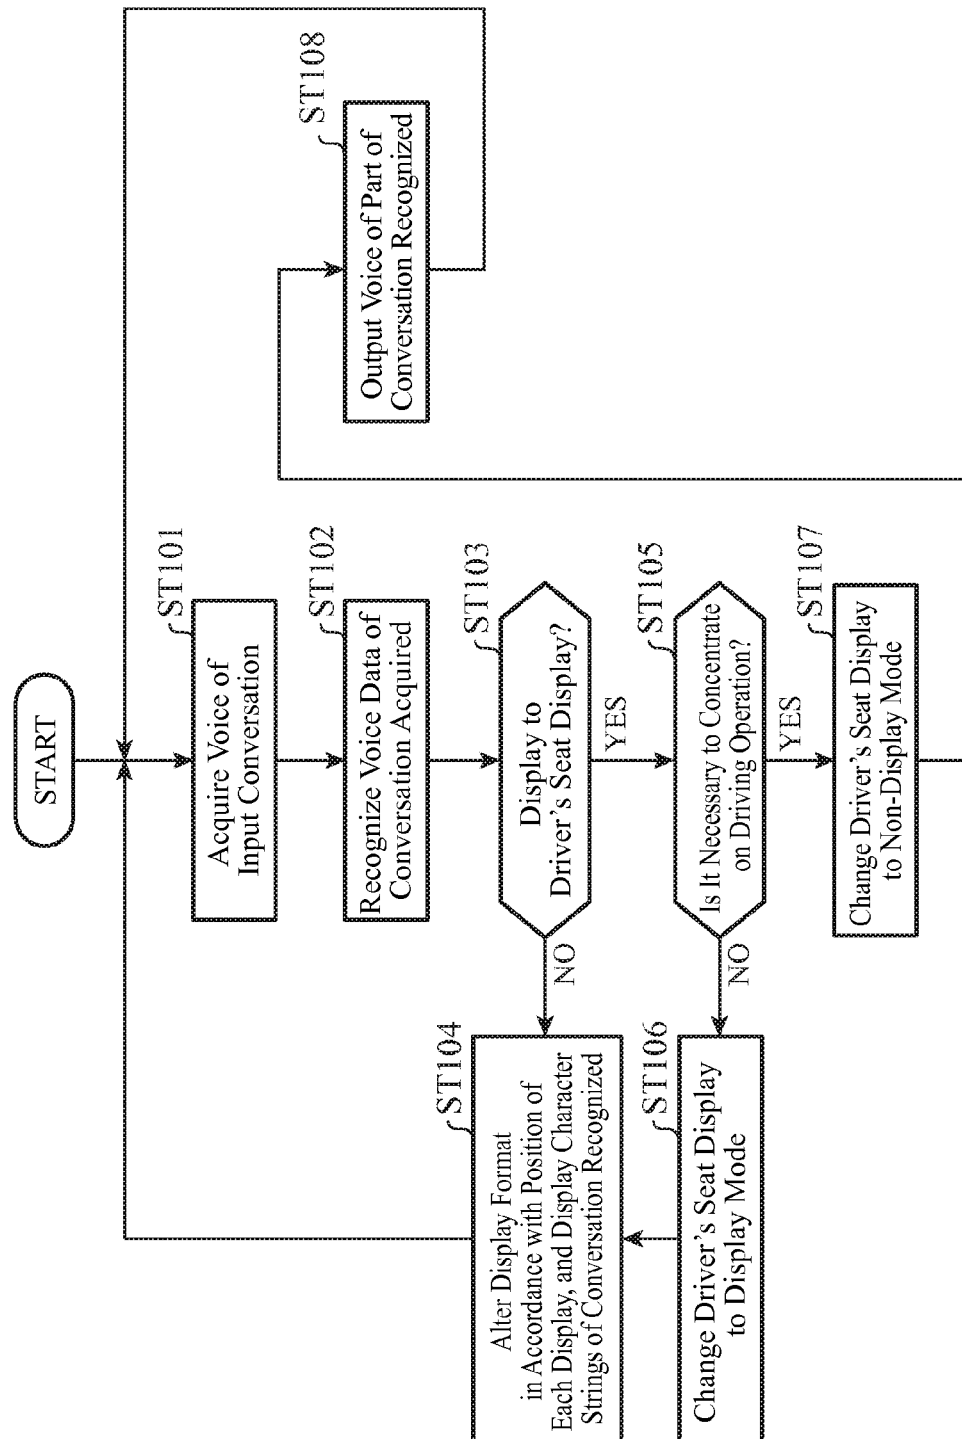 START
ST101
Acquire Voice of
Input Conversation
ST102
Recognize Voice Data of
Conversation Acquired
ST103
Display to
Driver's Seat Display?
NO
YES
ST104
Alter Display Format
in Accordance with Position of
Each Display, and Display Character
Strings of Conversation Recognized
ST105
Is It Necessary to Concentrate
on Driving Operation?
NO
YES
ST106
Change Driver's Seat Display
to Display Mode
ST107
Change Driver's Seat Display
to Non-Display Mode
ST108
Output Voice of Part of
Conversation Recognized